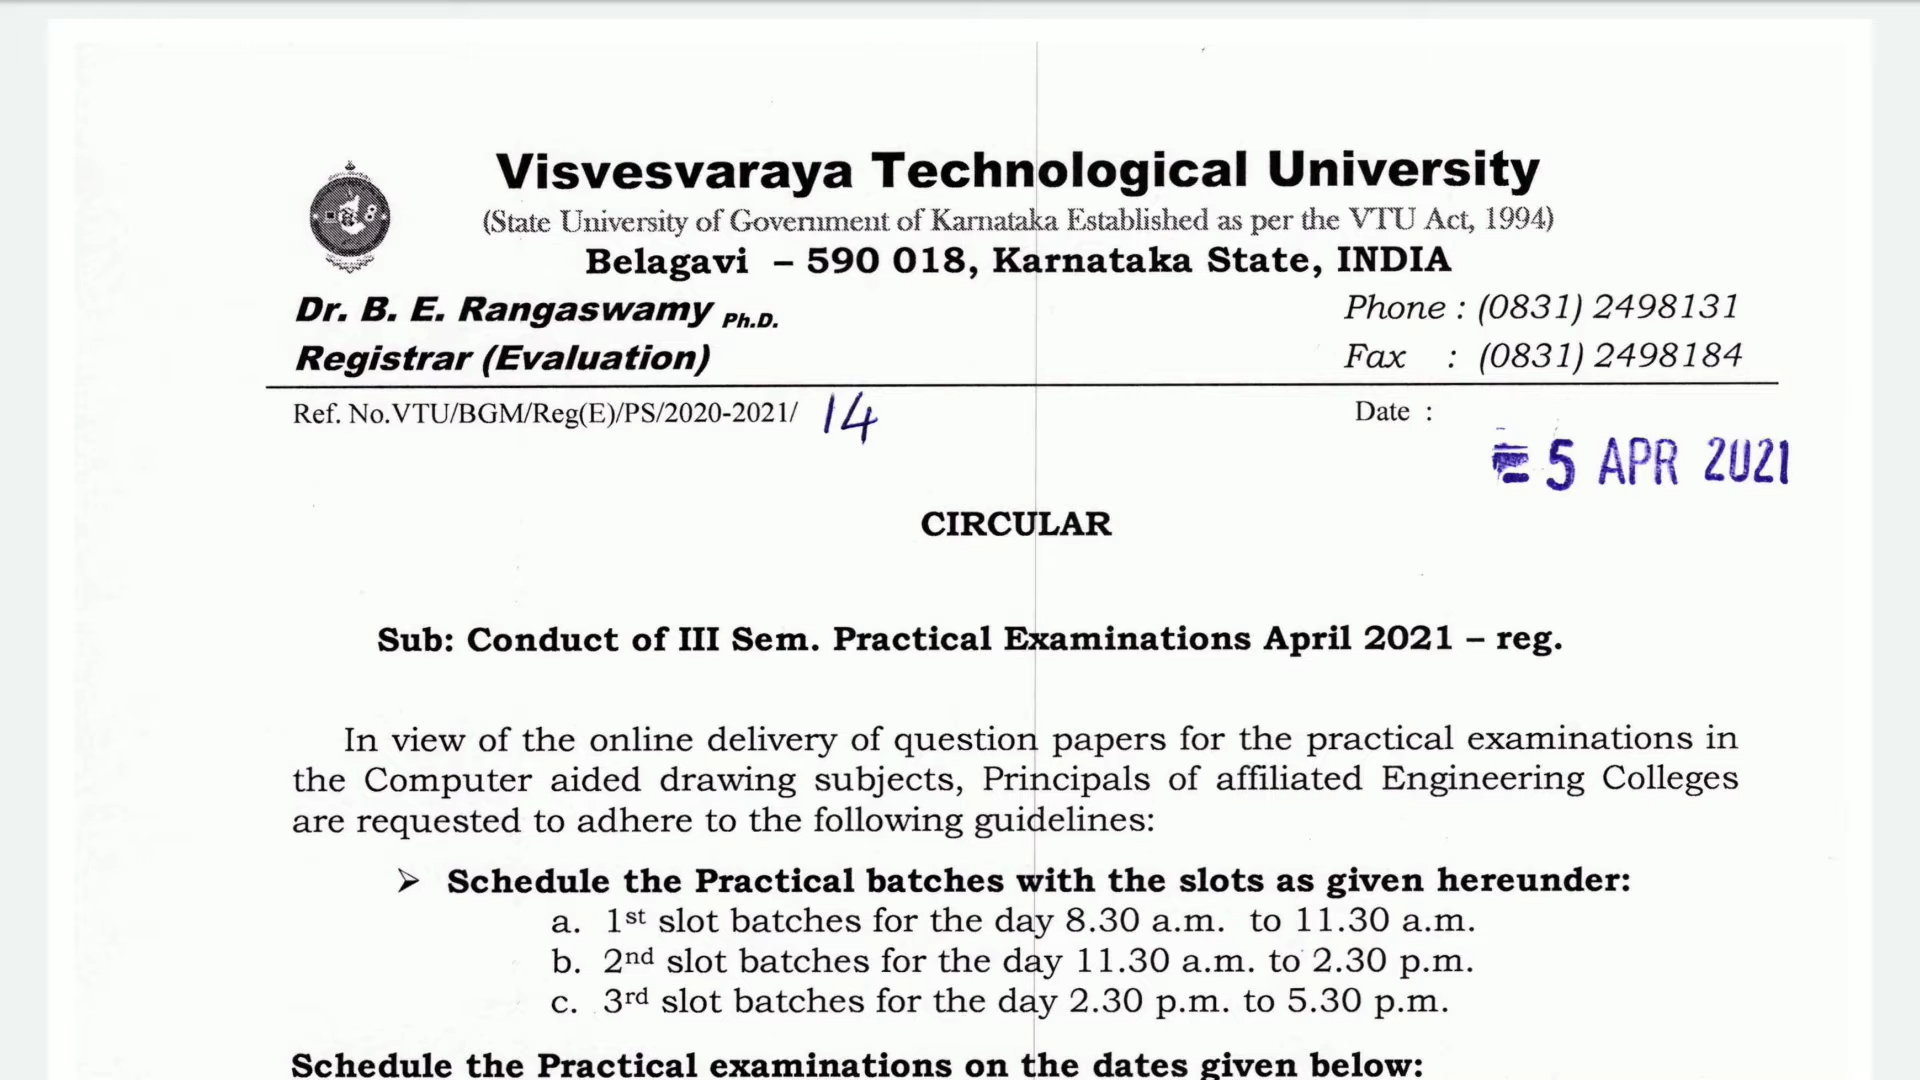 Visvesvaraya Technological University
(State University of Government of Karnataka Established as per the VTU Act, 1994)
Belagavi – 590 018, Karnataka State, INDIA
Dr. B. E. Rangaswamy Ph.D.
Phone : (0831) 2498131
Registrar (Evaluation)
Fax : (0831) 2498184
Ref. No.VTU/BGM/Reg(E)/PS/2020-2021/ 14
Date :
5 APR 2021
CIRCULAR
Sub: Conduct of III Sem. Practical Examinations April 2021 – reg.
In view of the online delivery of question papers for the practical examinations in
the Computer aided drawing subjects, Principals of affiliated Engineering Colleges
are requested to adhere to the following guidelines:
➢ Schedule the Practical batches with the slots as given hereunder:
a. 1st slot batches for the day 8.30 a.m. to 11.30 a.m.
b. 2nd slot batches for the day 11.30 a.m. to 2.30 p.m.
c. 3rd slot batches for the day 2.30 p.m. to 5.30 p.m.
Schedule the Practical examinations on the dates given below: